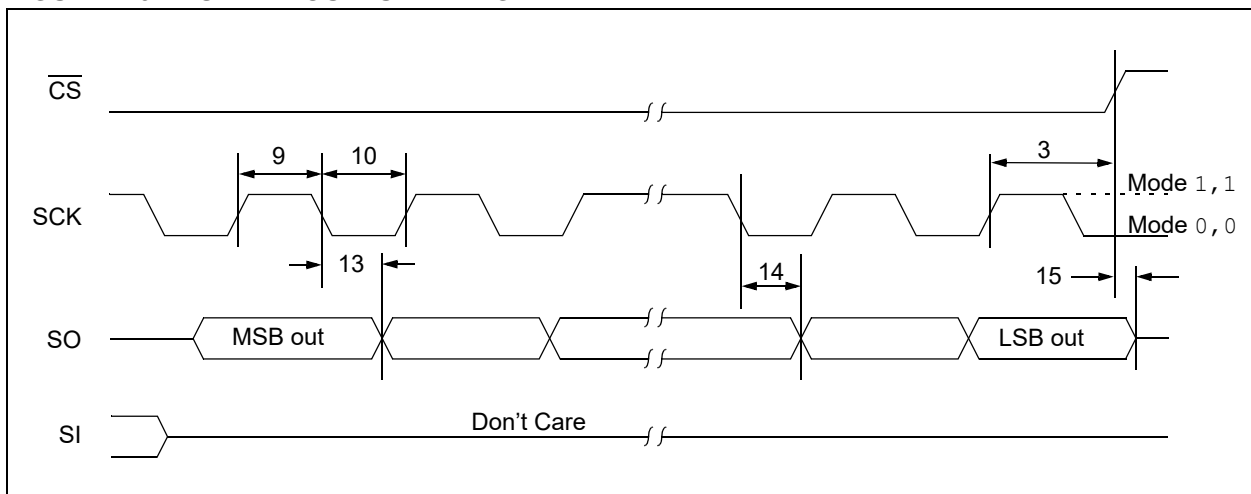 CS
9
10
3
Mode 1,1
SCK
Mode 0,0
13
14
15
SO
MSB out
LSB out
SI
Don't Care